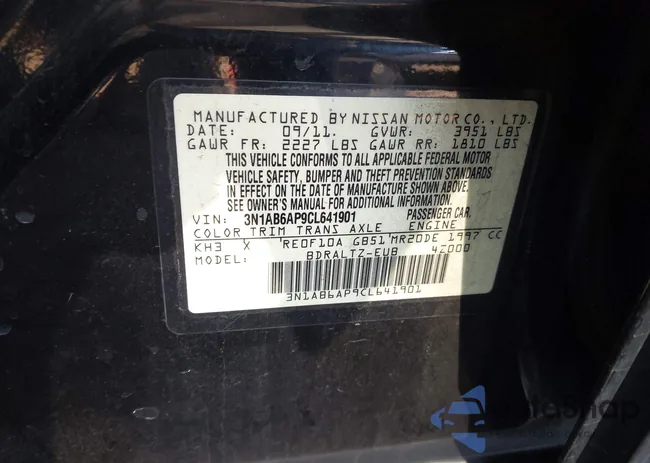 MANUFACTURED BY NISSAN MOTOR CO., LTD.
DATE: 09/11. GVWR: 3951 LBS
GAWR FR: 2227 LBS GAWR RR: 1810 LBS
THIS VEHICLE CONFORMS TO ALL APPLICABLE FEDERAL MOTOR
VEHICLE SAFETY, BUMPER AND THEFT PREVENTION STANDARDS
IN EFFECT ON THE DATE OF MANUFACTURE SHOWN ABOVE.
SEE OWNER'S MANUAL FOR ADDITIONAL INFORMATION.
VIN: 3N1AB6AP9CL641901 PASSENGER CAR.
COLOR TRIM TRANS AXLE ENGINE
KH3 X 'RE0F10A GB51'MR20DE 1997 CC
MODEL: BDRALTZ-EUB 4Z000
3N1AB6AP9CL641901